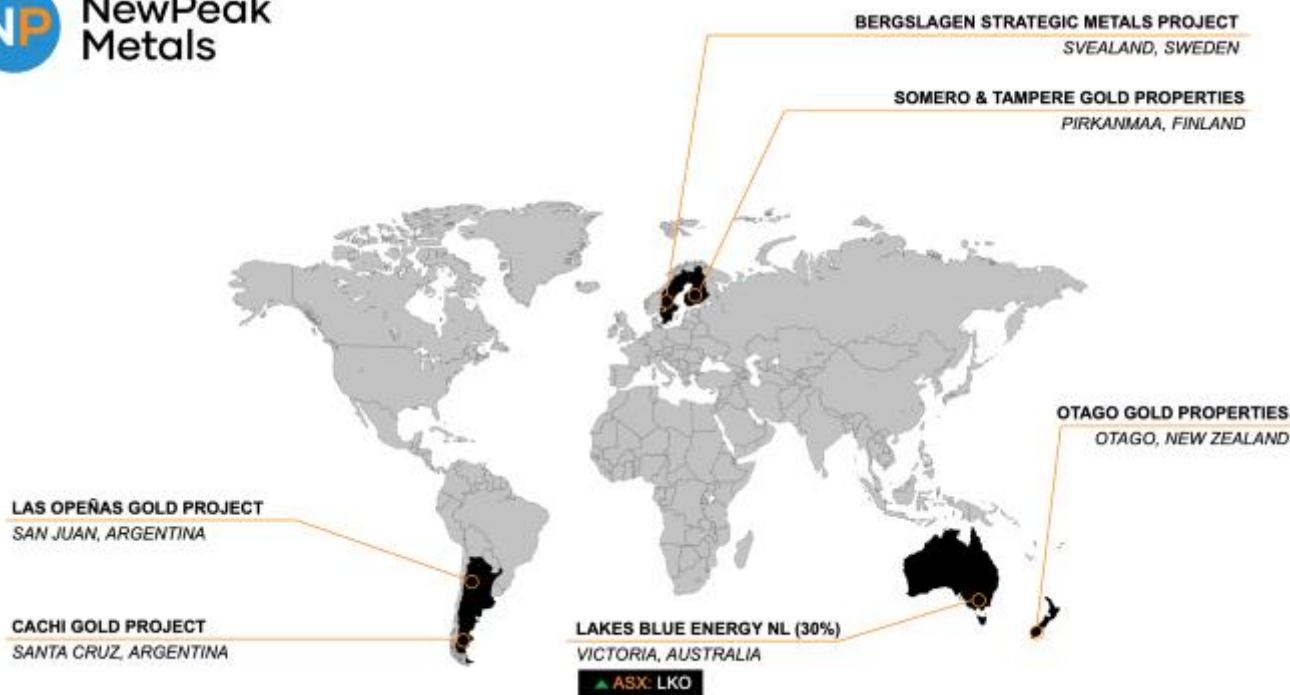 NP
NewPeak
Metals
BERGSLAGEN STRATEGIC METALS PROJECT
SVEALAND, SWEDEN
SOMERO & TAMPERE GOLD PROPERTIES
PIRKANMAA, FINLAND
OTAGO GOLD PROPERTIES
OTAGO, NEW ZEALAND
LAS OPEÑAS GOLD PROJECT
SAN JUAN, ARGENTINA
CACHI GOLD PROJECT
SANTA CRUZ, ARGENTINA
LAKES BLUE ENERGY NL (30%)
VICTORIA, AUSTRALIA
ASX: LKO